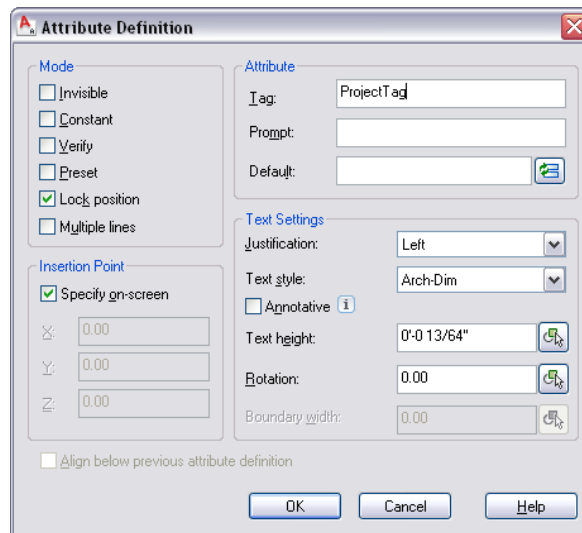 Attribute Definition
Mode
Invisible
Constant
Verify
Preset
Lock position
Multiple lines
Insertion Point
Specify on-screen
X: 0.00
Y: 0.00
Z: 0.00
Attribute
Tag: ProjectTag
Prompt:
Default:
Text Settings
Justification: Left
Text style: Arch-Dim
Annotative i
Text height: 0'-0 13/64"
Rotation: 0.00
Boundary width: 0.00
Align below previous attribute definition
OK Cancel Help